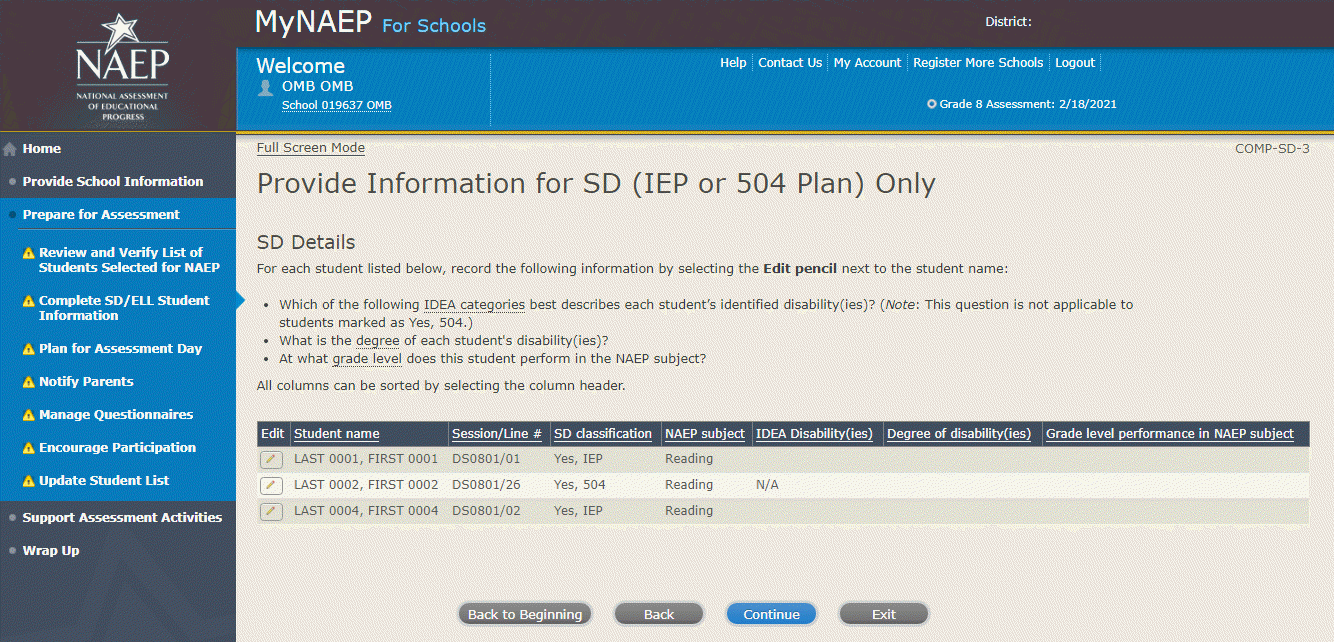 NAEP
NATIONAL ASSESSMENT
OF EDUCATIONAL
PROGRESS
MyNAEP For Schools
District:
Welcome
OMB OMB
School 019637 OMB
Help Contact Us My Account Register More Schools Logout
Grade 8 Assessment: 2/18/2021
Home
Provide School Information
Prepare for Assessment
Review and Verify List of
Students Selected for NAEP
Complete SD/ELL Student
Information
Plan for Assessment Day
Notify Parents
Manage Questionnaires
Encourage Participation
Update Student List
Support Assessment Activities
Wrap Up
Full Screen Mode
COMP-SD-3
Provide Information for SD (IEP or 504 Plan) Only
SD Details
For each student listed below, record the following information by selecting the Edit pencil next to the student name:
• Which of the following IDEA categories best describes each student’s identified disability(ies)? (Note: This question is not applicable to
students marked as Yes, 504.)
• What is the degree of each student's disability(ies)?
• At what grade level does this student perform in the NAEP subject?
All columns can be sorted by selecting the column header.
Edit Student name Session/Line # SD classification NAEP subject IDEA Disability(ies) Degree of disability(ies) Grade level performance in NAEP subject
LAST 0001, FIRST 0001 DS0801/01 Yes, IEP Reading
LAST 0002, FIRST 0002 DS0801/26 Yes, 504 Reading N/A
LAST 0004, FIRST 0004 DS0801/02 Yes, IEP Reading
Back to Beginning Back Continue Exit